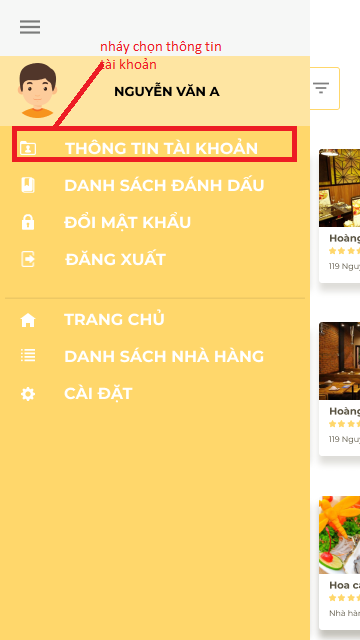 nháy chọn thông tin
tài khoản
NGUYỄN VĂN A
THÔNG TIN TÀI KHOẢN
DANH SÁCH ĐÁNH DẤU
ĐỔI MẬT KHẨU
ĐĂNG XUẤT
TRANG CHỦ
DANH SÁCH NHÀ HÀNG
CÀI ĐẶT
Hoàng
119 Nguy
Hoàng
119 Nguy
Hoa cá
Nhà hàn